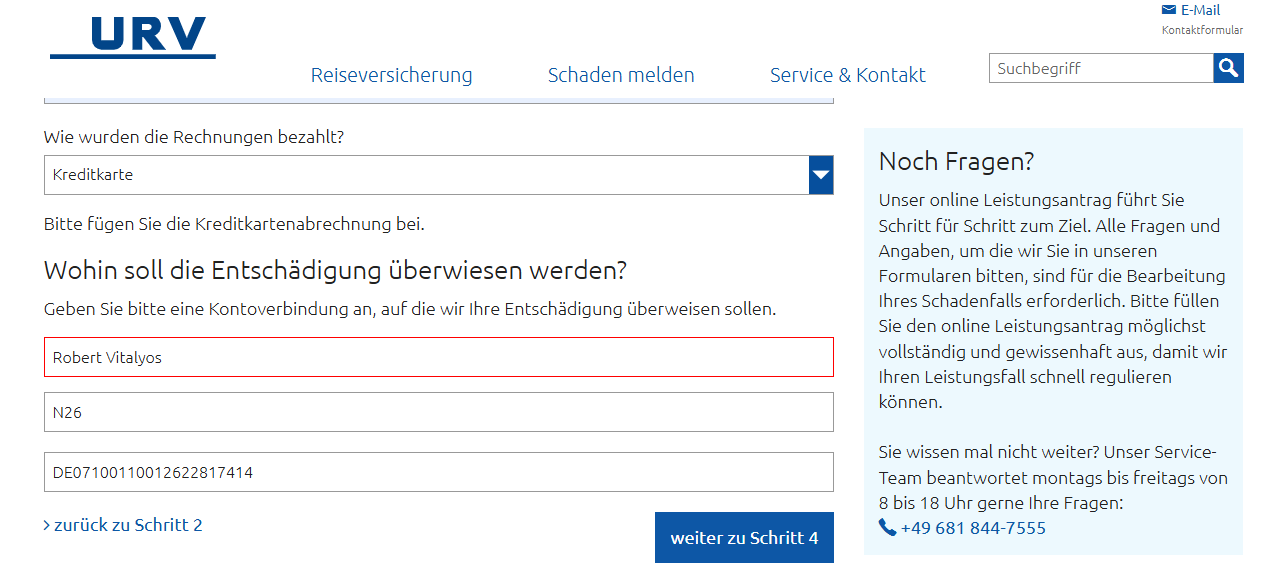 URV
E-Mail
Kontaktformular
Reiseversicherung
Schaden melden
Service & Kontakt
Suchbegriff
Wie wurden die Rechnungen bezahlt?
Kreditkarte
Bitte fügen Sie die Kreditkartenabrechnung bei.
Wohin soll die Entschädigung überwiesen werden?
Geben Sie bitte eine Kontoverbindung an, auf die wir Ihre Entschädigung überweisen sollen.
Robert Vitalyos
N26
DE07100110012622817414
zurück zu Schritt 2
weiter zu Schritt 4
Noch Fragen?
Unser online Leistungsantrag führt Sie
Schritt für Schritt zum Ziel. Alle Fragen und
Angaben, um die wir Sie in unseren
Formularen bitten, sind für die Bearbeitung
Ihres Schadenfalls erforderlich. Bitte füllen
Sie den online Leistungsantrag möglichst
vollständig und gewissenhaft aus, damit wir
Ihren Leistungsfall schnell regulieren
können.
Sie wissen mal nicht weiter? Unser Service-
Team beantwortet montags bis freitags von
8 bis 18 Uhr gerne Ihre Fragen:
+49 681 844-7555